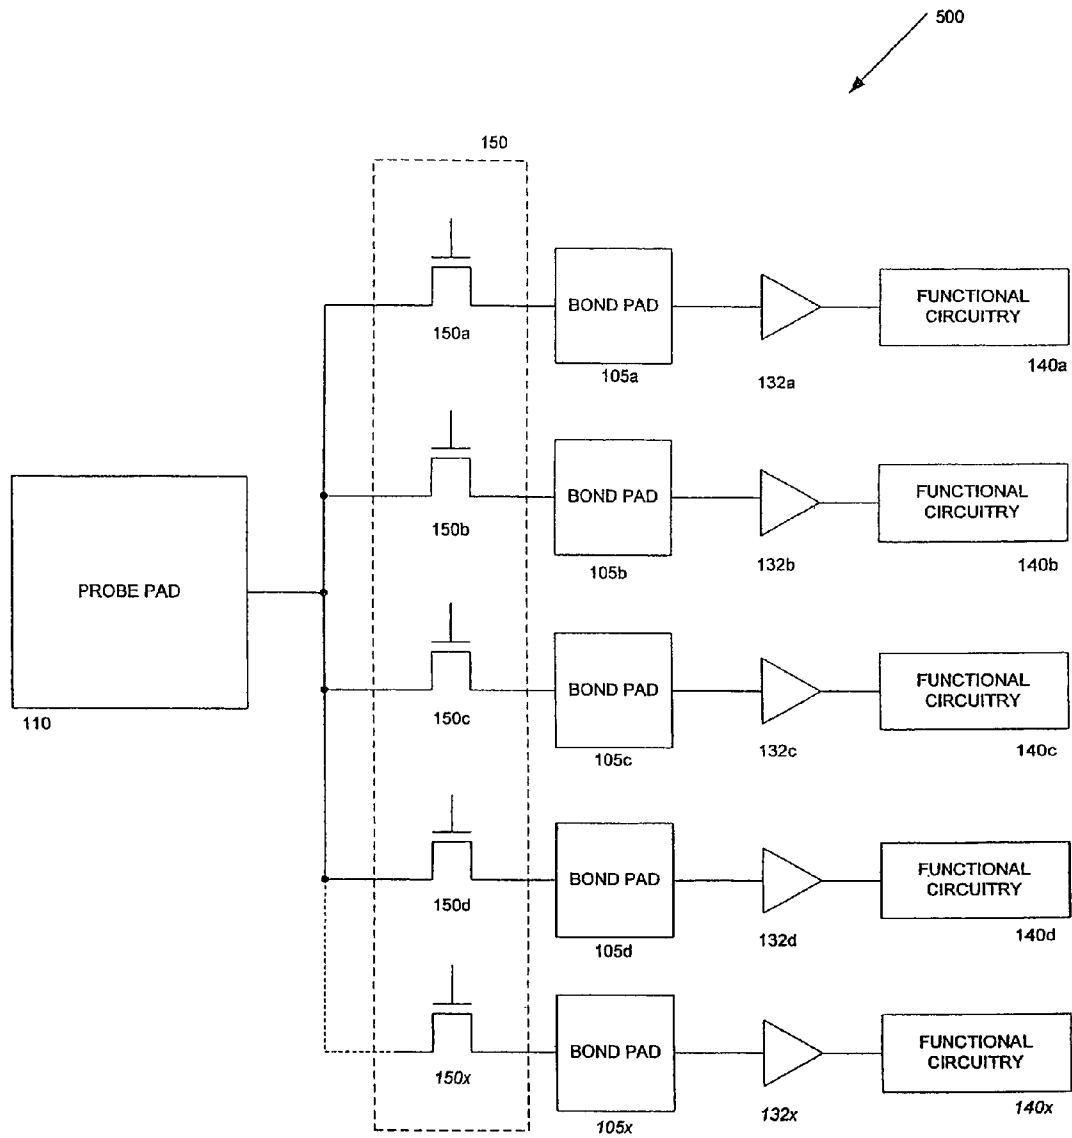 500
150
150a
BOND PAD
105a
132a
FUNCTIONAL
CIRCUITRY
140a
150b
BOND PAD
105b
132b
FUNCTIONAL
CIRCUITRY
140b
PROBE PAD
110
150c
BOND PAD
105c
132c
FUNCTIONAL
CIRCUITRY
140c
150d
BOND PAD
105d
132d
FUNCTIONAL
CIRCUITRY
140d
150x
BOND PAD
105x
132x
FUNCTIONAL
CIRCUITRY
140x